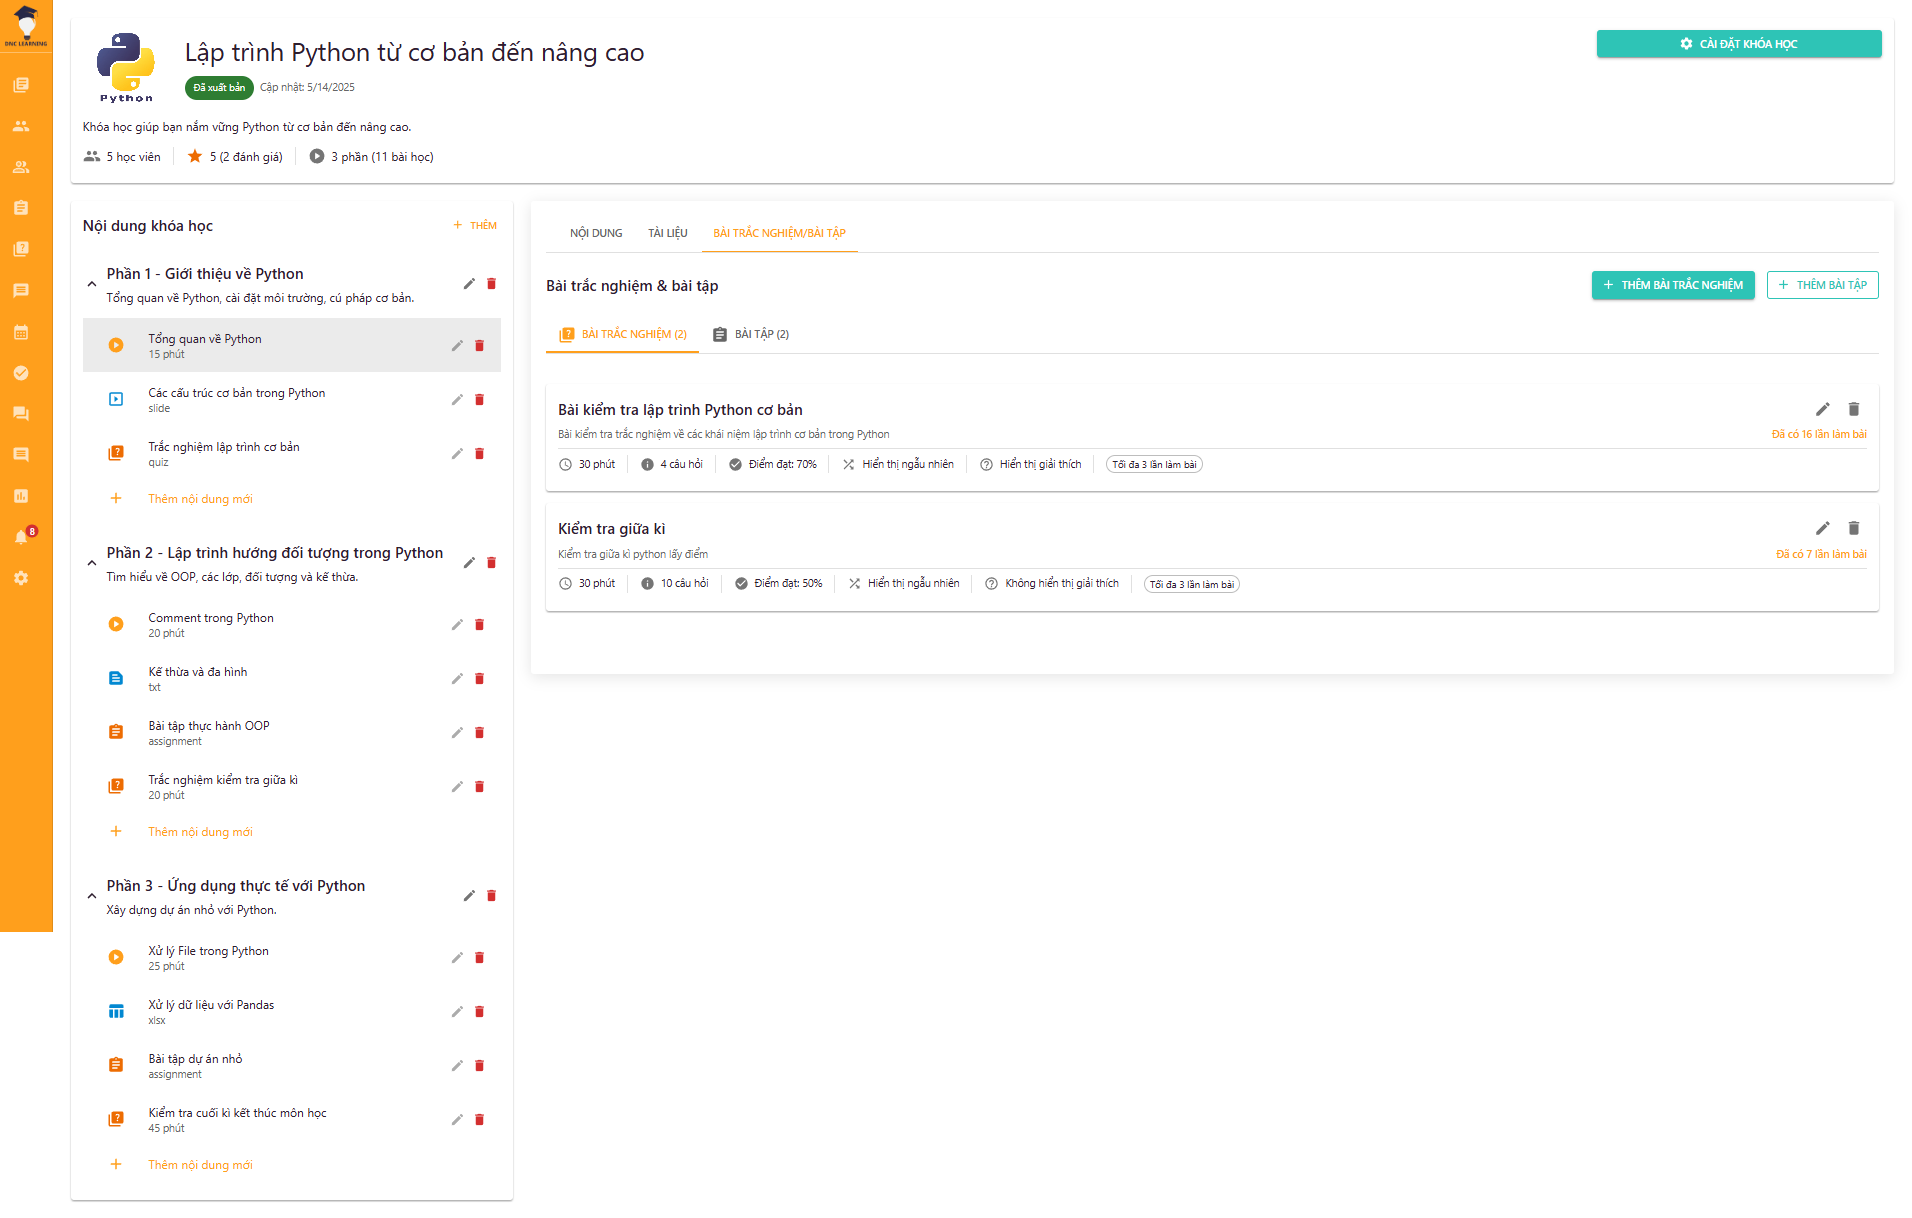 DNC LEARNING
8
Python
Lập trình Python từ cơ bản đến nâng cao
Đã xuất bản Cập nhật: 5/14/2025
CÀI ĐẶT KHÓA HỌC
Khóa học giúp bạn nắm vững Python từ cơ bản đến nâng cao.
5 học viên 5 (2 đánh giá) 3 phần (11 bài học)
Nội dung khóa học
+ THÊM
Phần 1 - Giới thiệu về Python
Tổng quan về Python, cài đặt môi trường, cú pháp cơ bản.
Tổng quan về Python
15 phút
Các cấu trúc cơ bản trong Python
slide
Trắc nghiệm lập trình cơ bản
quiz
+ Thêm nội dung mới
Phần 2 - Lập trình hướng đối tượng trong Python
Tìm hiểu về OOP, các lớp, đối tượng và kế thừa.
Comment trong Python
20 phút
Kế thừa và đa hình
txt
Bài tập thực hành OOP
assignment
Trắc nghiệm kiểm tra giữa kì
20 phút
+ Thêm nội dung mới
Phần 3 - Ứng dụng thực tế với Python
Xây dựng dự án nhỏ với Python.
Xử lý File trong Python
25 phút
Xử lý dữ liệu với Pandas
xlsx
Bài tập dự án nhỏ
assignment
Kiểm tra cuối kì kết thúc môn học
45 phút
+ Thêm nội dung mới
NỘI DUNG TÀI LIỆU BÀI TRẮC NGHIỆM/BÀI TẬP
Bài trắc nghiệm & bài tập
+ THÊM BÀI TRẮC NGHIỆM + THÊM BÀI TẬP
BÀI TRẮC NGHIỆM (2) BÀI TẬP (2)
Bài kiểm tra lập trình Python cơ bản
Bài kiểm tra trắc nghiệm về các khái niệm lập trình cơ bản trong Python
Đã có 16 lần làm bài
30 phút 4 câu hỏi Điểm đạt: 70% Hiển thị ngẫu nhiên Hiển thị giải thích Tối đa 3 lần làm bài
Kiểm tra giữa kì
Kiểm tra giữa kì python lấy điểm
Đã có 7 lần làm bài
30 phút 10 câu hỏi Điểm đạt: 50% Hiển thị ngẫu nhiên Không hiển thị giải thích Tối đa 3 lần làm bài